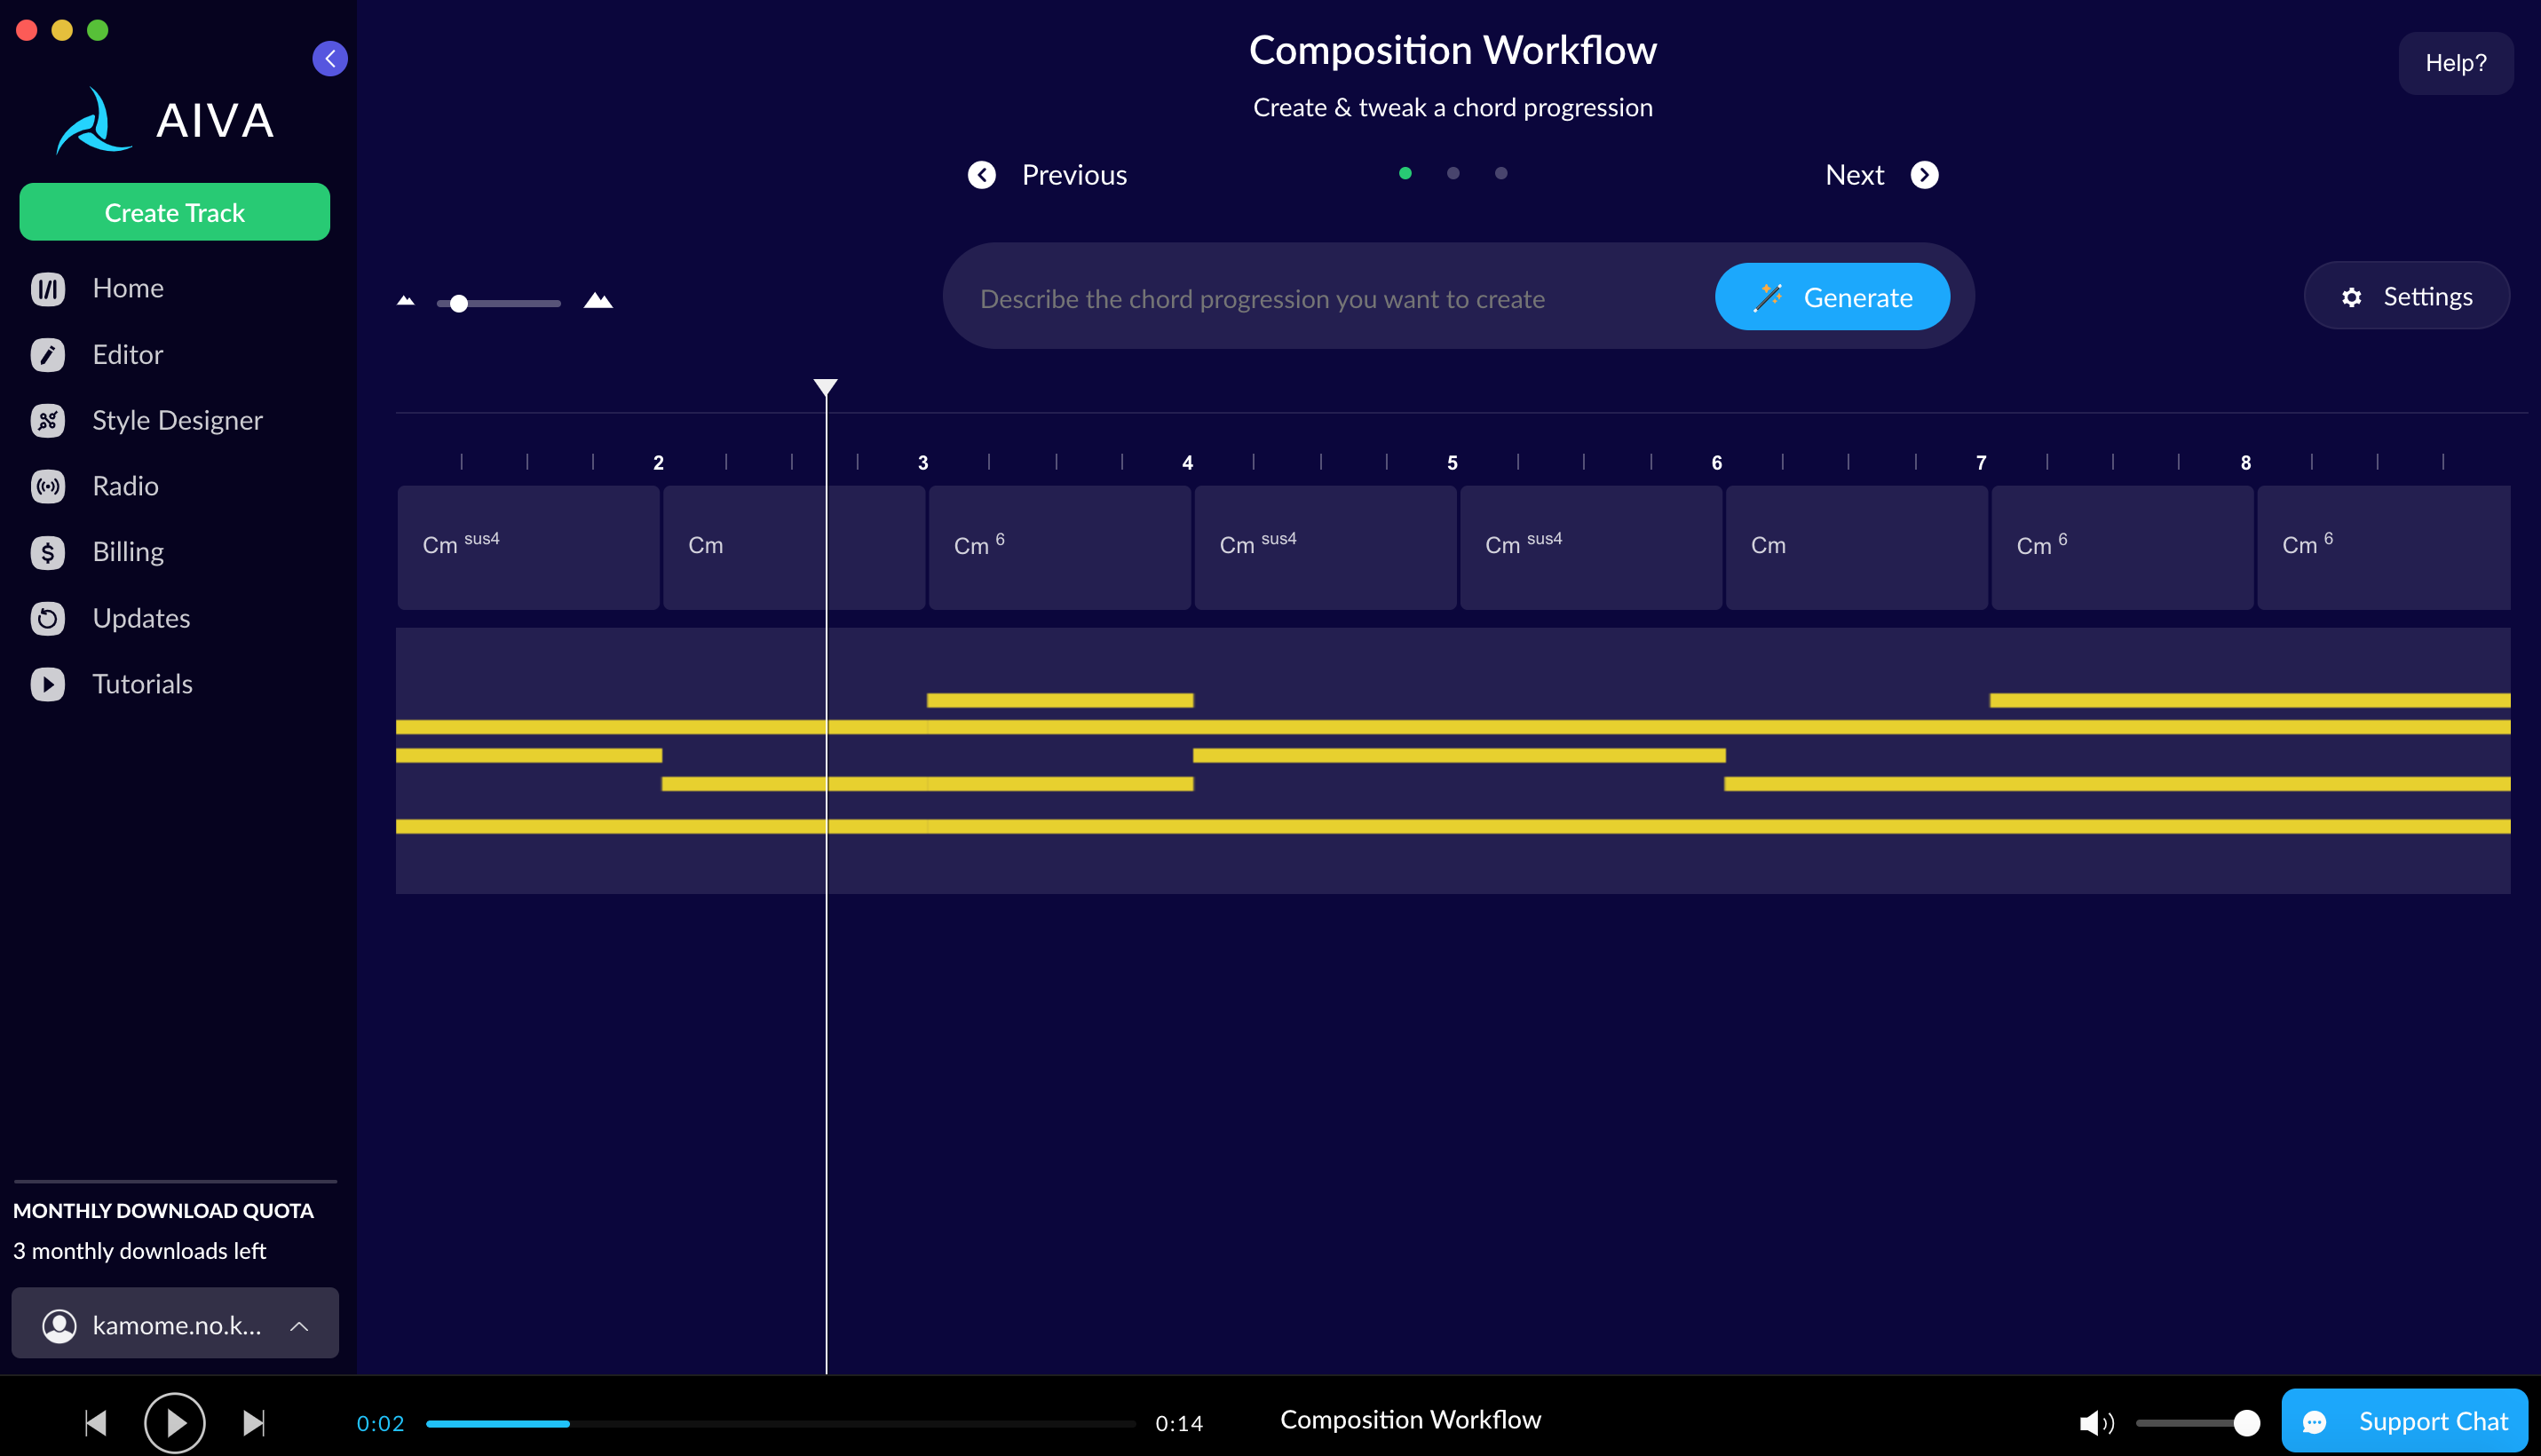 AIVA
Create Track
Home
Editor
Style Designer
Radio
Billing
Updates
Tutorials
MONTHLY DOWNLOAD QUOTA
3 monthly downloads left
kamome.no.k...
Composition Workflow
Create & tweak a chord progression
Help?
Previous
Next
Describe the chord progression you want to create
Generate
Settings
2 3 4 5 6 7 8
Cm sus4 Cm Cm 6 Cm sus4 Cm sus4 Cm Cm 6 Cm 6
0:02 0:14 Composition Workflow Support Chat